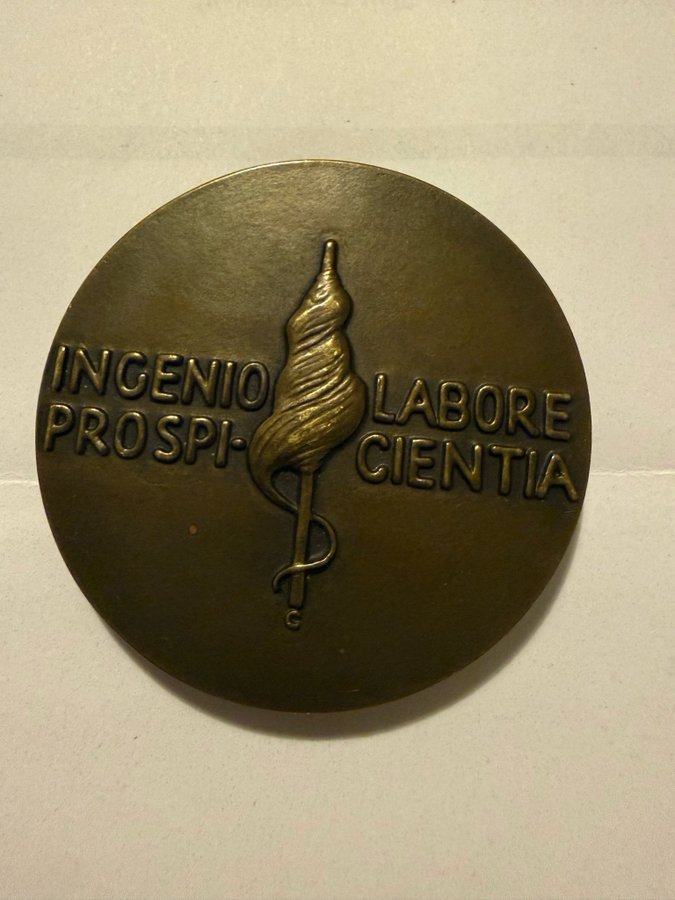 INGENIO LABORE
PROSPI- CIENTIA
G